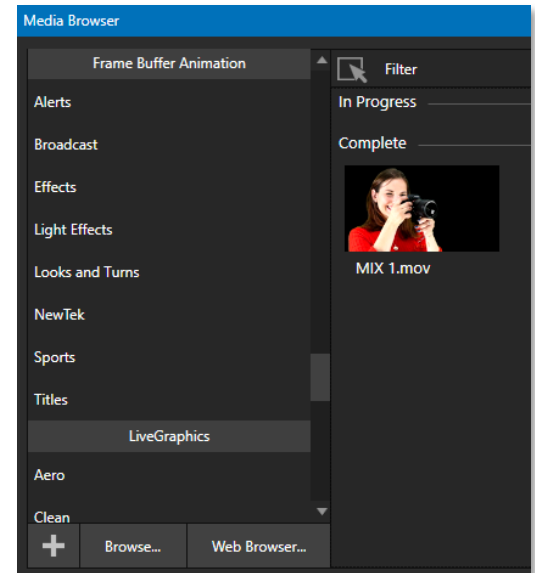 Media Browser
Frame Buffer Animation
Alerts
Broadcast
Effects
Light Effects
Looks and Turns
NewTek
Sports
Titles
LiveGraphics
Aero
Clean
Browse...
Web Browser...
Filter
In Progress
Complete
MIX 1.mov